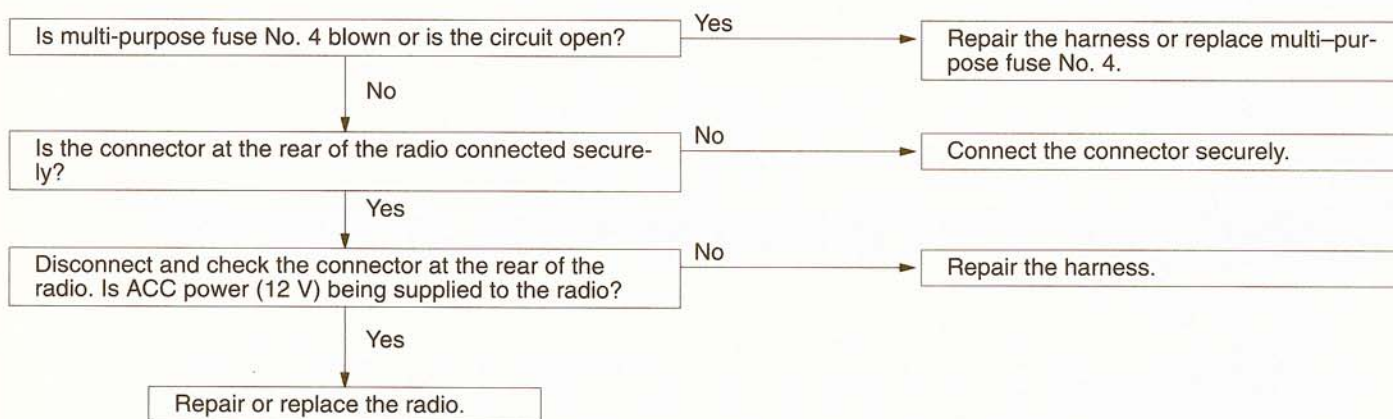 Is multi-purpose fuse No. 4 blown or is the circuit open?
Yes
Repair the harness or replace multi–pur-
pose fuse No. 4.
No
Is the connector at the rear of the radio connected secure-
ly?
No
Connect the connector securely.
Yes
Disconnect and check the connector at the rear of the
radio. Is ACC power (12 V) being supplied to the radio?
No
Repair the harness.
Yes
Repair or replace the radio.